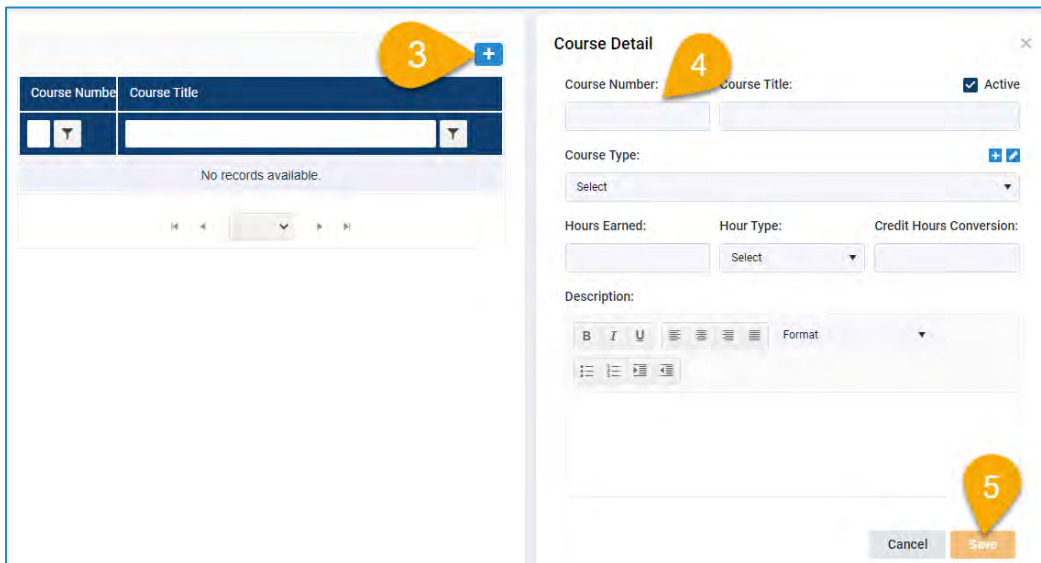 3
+
Course Numbe Course Title
No records available.
Course Detail
4
Course Number: Course Title: Active
Course Type:
Select
Hours Earned: Hour Type: Credit Hours Conversion:
Select
Description:
B I U Format
5
Cancel Save